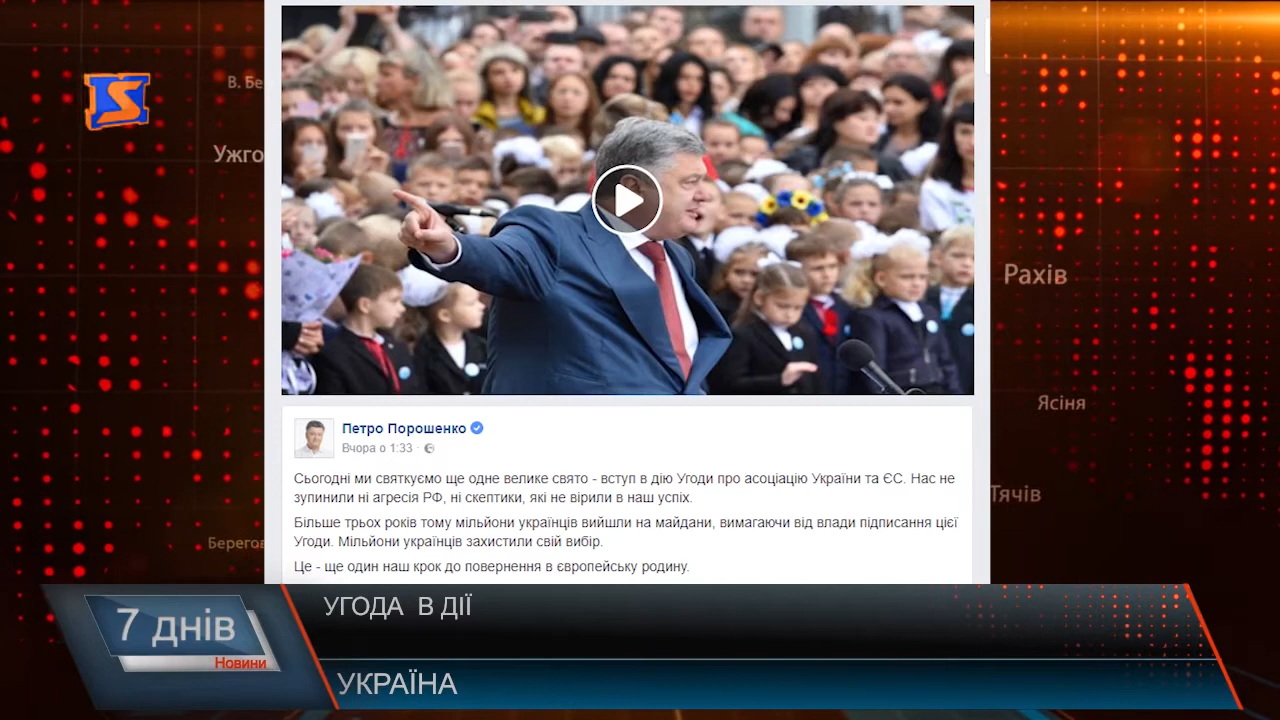 В. Бе
Ужго
Рахів
Ясіня
Тячів
Берегов
Петро Порошенко
Вчора о 1:33 ·
Сьогодні ми святкуємо ще одне велике свято - вступ в дію Угоди про асоціацію України та ЄС. Нас не
зупинили ні агресія РФ, ні скептики, які не вірили в наш успіх.
Більше трьох років тому мільйони українців вийшли на майдани, вимагаючи від влади підписання цієї
Угоди. Мільйони українців захистили свій вибір.
Це - ще один наш крок до повернення в європейську родину.
7 днів
Новини
УГОДА В ДІЇ
УКРАЇНА